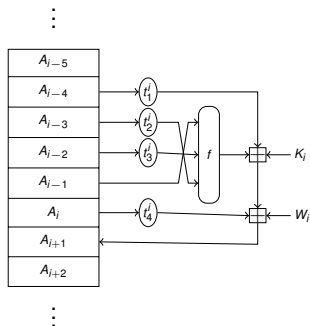 A_{i−5}
A_{i−4} t_1^i
A_{i−3} t_2^i
A_{i−2} t_3^i f K_i
A_{i−1}
A_i t_4^i W_i
A_{i+1}
A_{i+2}